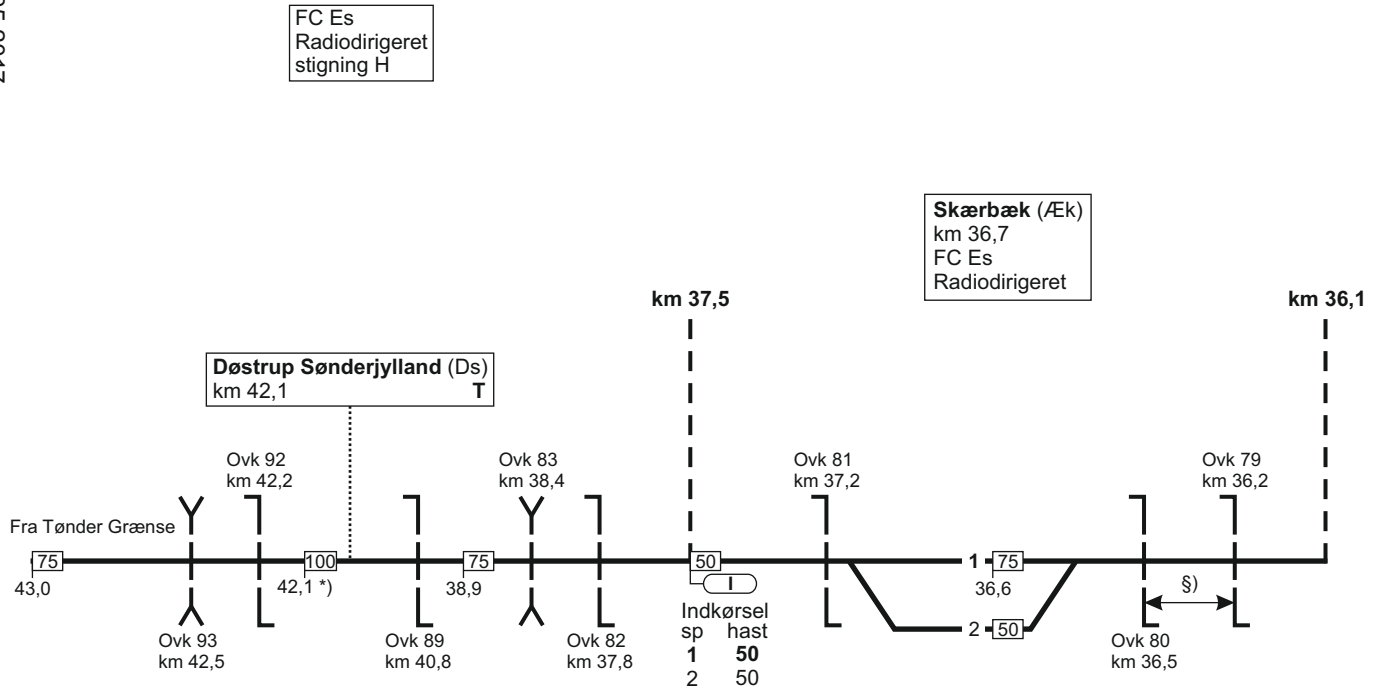 FC Es
Radiodirigeret
stigning H
Skærbæk (Æk)
km 36,7
FC Es
Radiodirigeret
km 37,5
km 36,1
Døstrup Sønderjylland (Ds)
km 42,1 T
Ovk 92
km 42,2
Ovk 83
km 38,4
Ovk 81
km 37,2
Ovk 79
km 36,2
Fra Tønder Grænse
75
100
75
50
1 75
43,0
42,1 *)
38,9
I
36,6
§)
Indkørsel
sp hast
1 50
2 50
2 50
Ovk 93
km 42,5
Ovk 89
km 40,8
Ovk 82
km 37,8
Ovk 80
km 36,5